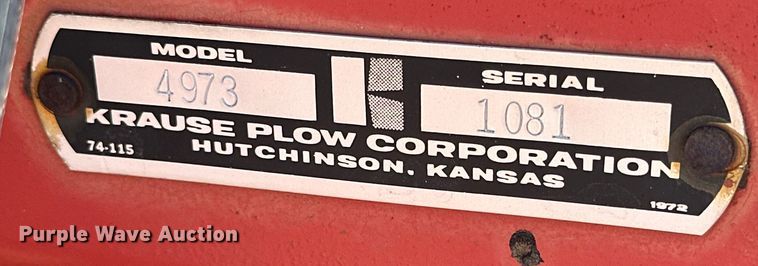 MODEL
4973
SERIAL
1081
KRAUSE PLOW CORPORATION
74-115
HUTCHINSON, KANSAS
1972
Purple Wave Auction